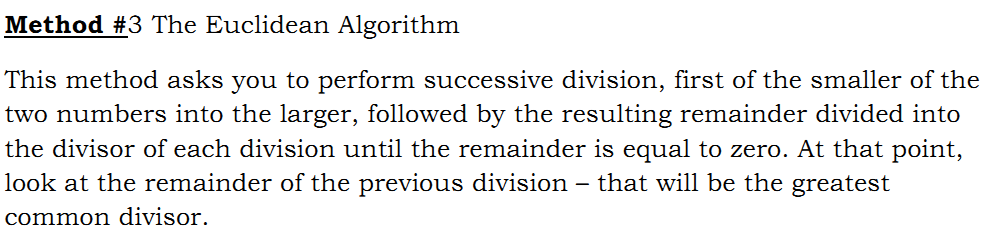 Method #3 The Euclidean Algorithm
This method asks you to perform successive division, first of the smaller of the
two numbers into the larger, followed by the resulting remainder divided into
the divisor of each division until the remainder is equal to zero. At that point,
look at the remainder of the previous division – that will be the greatest
common divisor.